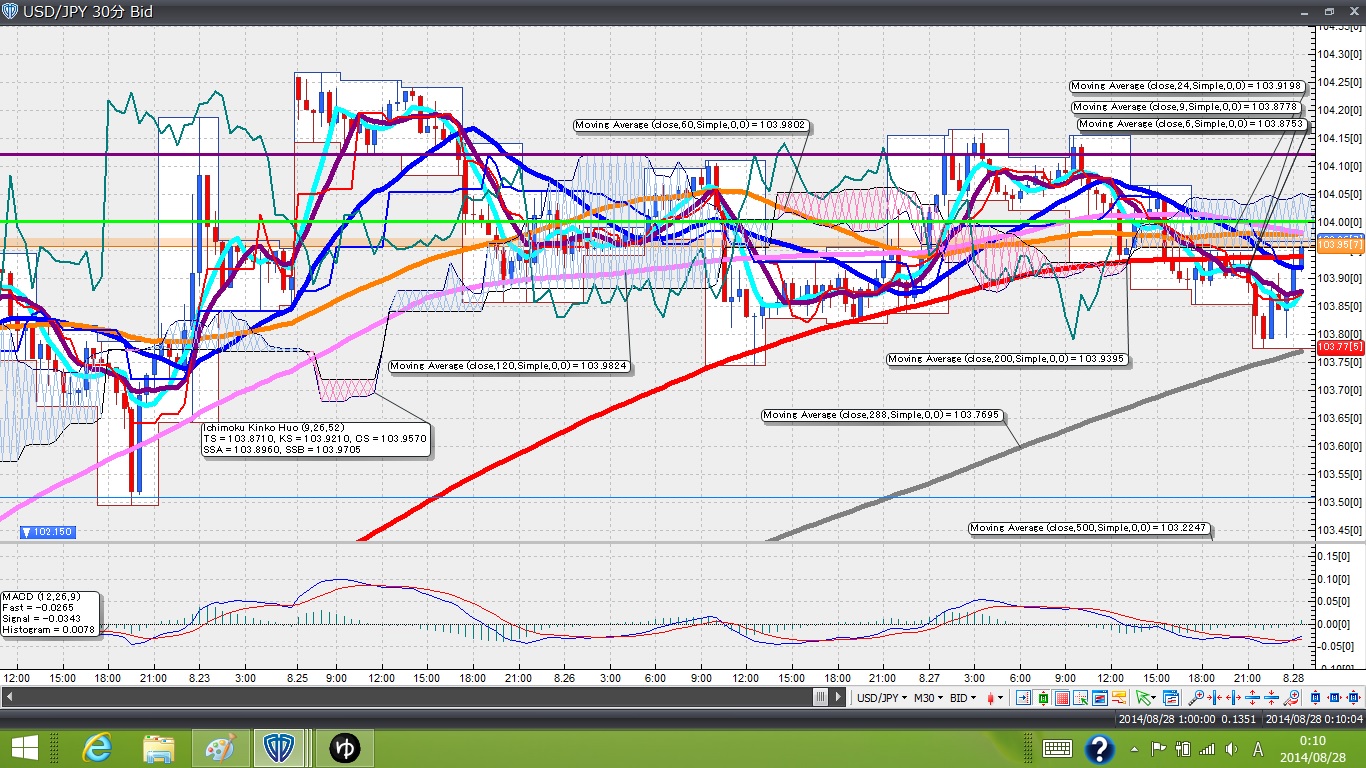 USD/JPY 30分 Bid
104.35[0]
104.30[0]
104.25[0]
Moving Average (close,24,Simple,0,0) = 103.9198
104.20[0]
Moving Average (close,9,Simple,0,0) = 103.8778
Moving Average (close,60,Simple,0,0) = 103.9802
Moving Average (close,6,Simple,0,0) = 103.8753
104.15[0]
104.10[0]
104.05[0]
104.00[0]
103.95[7]
103.90[0]
103.85[0]
103.80[0]
103.77[5]
Moving Average (close,200,Simple,0,0) = 103.9395
Moving Average (close,120,Simple,0,0) = 103.9824
103.75[0]
103.70[0]
Moving Average (close,288,Simple,0,0) = 103.7695
103.65[0]
Ichimoku Kinko Huo (9,26,52)
TS = 103.8710, KS = 103.9210, CS = 103.9570
SSA = 103.8960, SSB = 103.9705
103.60[0]
103.55[0]
103.50[0]
▼ 102.150
Moving Average (close,500,Simple,0,0) = 103.2247
103.45[0]
0.15[0]
0.10[0]
MACD (12,26,9)
Fast = -0.0265
Signal = -0.0343
Histogram = 0.0078
0.05[0]
0.00[0]
-0.05[0]
-0.10[0]
12:00 15:00 18:00 21:00 8.23 3:00 8.25 9:00 12:00 15:00 18:00 21:00 8.26 3:00 6:00 9:00 12:00 15:00 18:00 21:00 8.27 3:00 6:00 9:00 12:00 15:00 18:00 21:00 8.28
USD/JPY M30 BID
2014/08/28 1:00:00 0.1351 2014/08/28 0:10:04
ゆ
A
0:10
2014/08/28